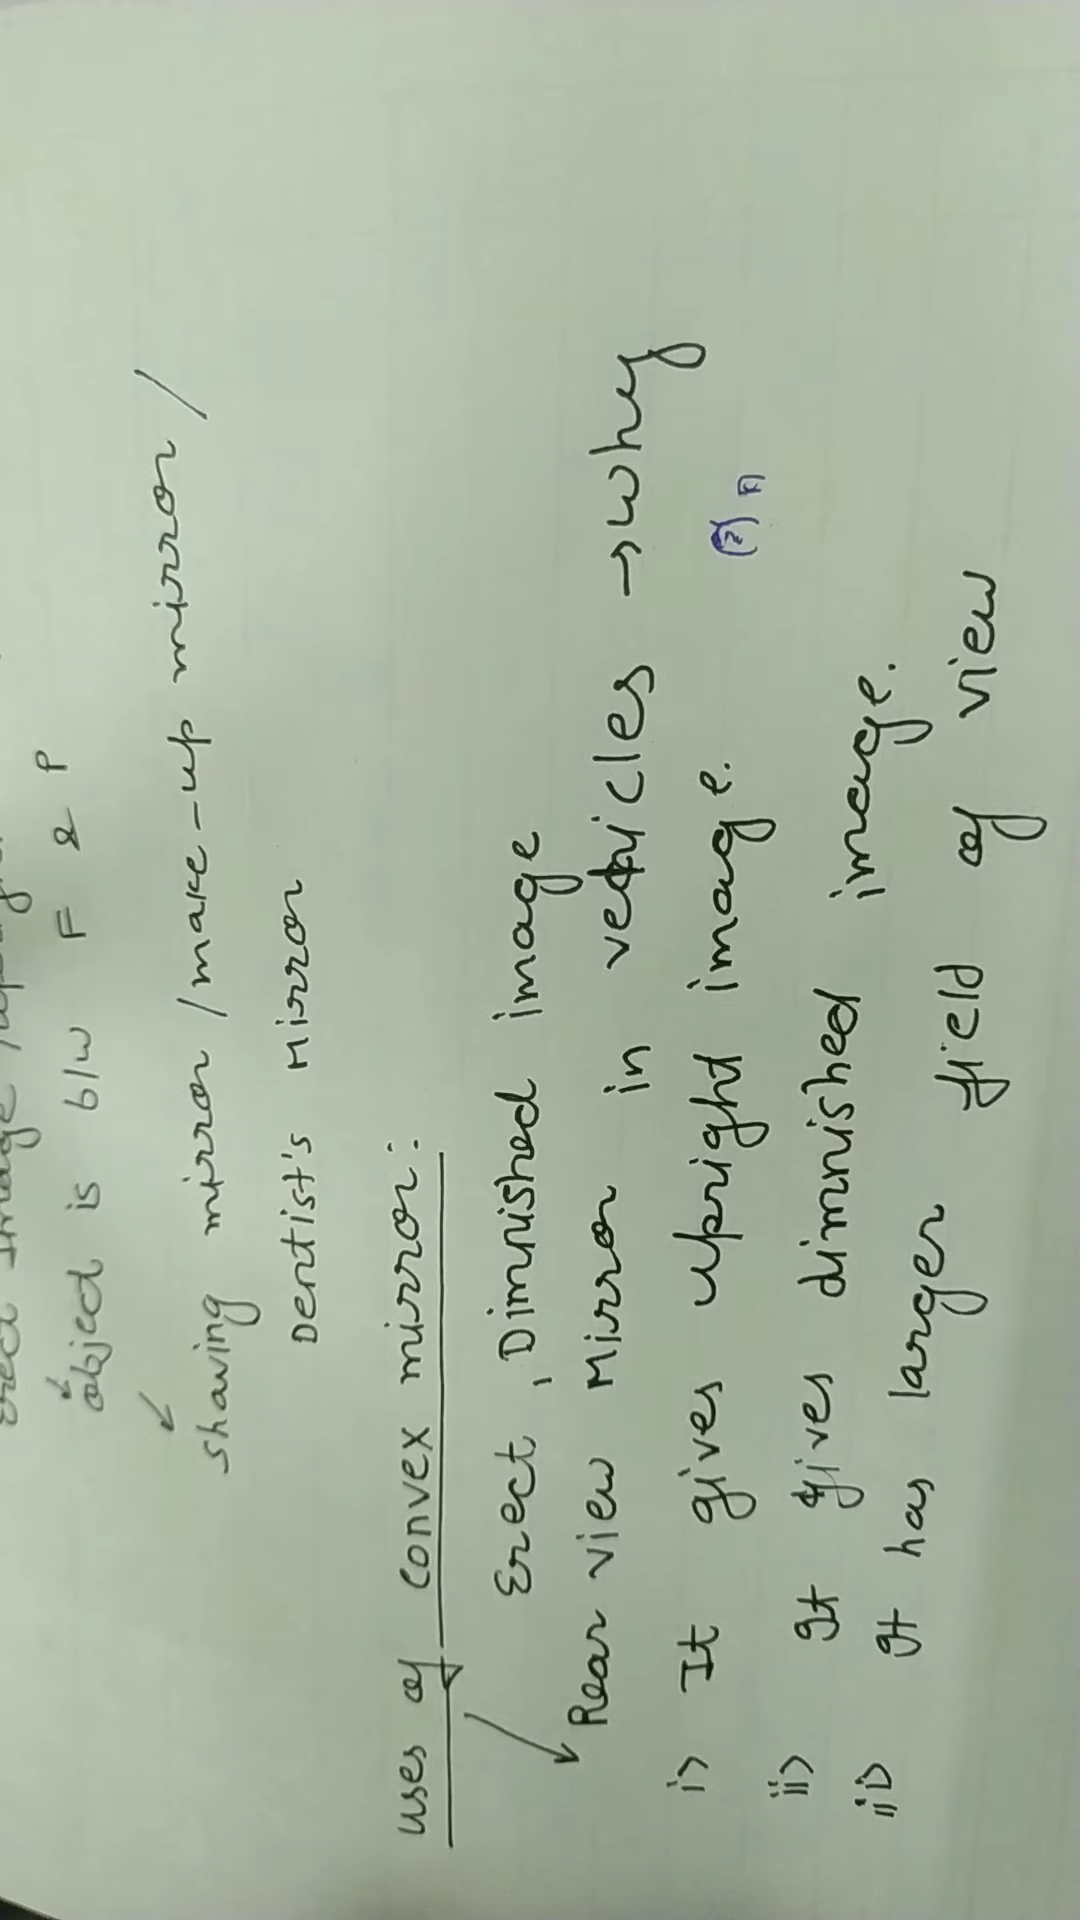 Erect Image
object is b/w F & P
shaving mirror / make-up mirror /
Dentist's Mirror
uses of convex mirror:
Erect, Diminished image
Rear view Mirror in vehicles → why
i> It gives upright image.
ii> It gives diminished image.
iii> It has larger field of view